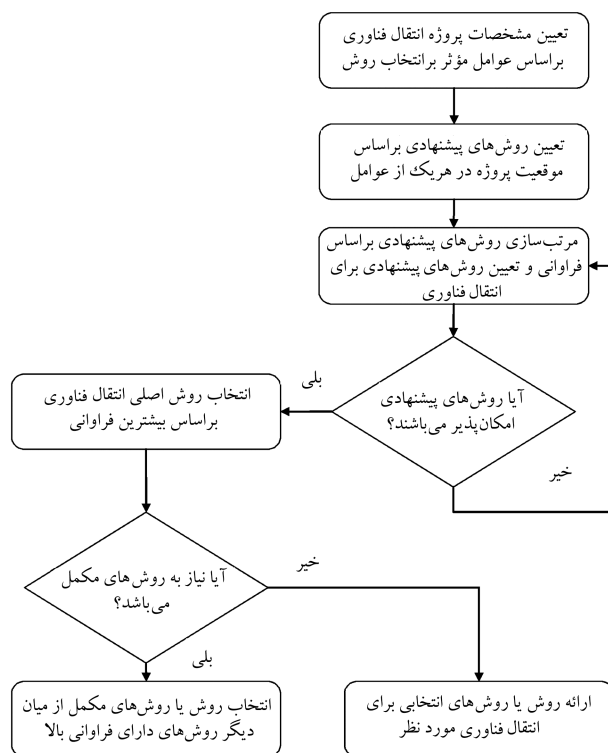 تعیین مشخصات پروژه انتقال فناوری
براساس عوامل مؤثر برانتخاب روش
تعیین روش‌های پیشنهادی براساس
موقعیت پروژه در هریک از عوامل
مرتب‌سازی روش‌های پیشنهادی براساس
فراوانی و تعیین روش‌های پیشنهادی برای
انتقال فناوری
آیا روش‌های پیشنهادی
امکان‌پذیر می‌باشند؟
بلی
خیر
انتخاب روش اصلی انتقال فناوری
براساس بیشترین فراوانی
آیا نیاز به روش‌های مکمل
می‌باشد؟
خیر
بلی
ارائه روش یا روش‌های انتخابی برای
انتقال فناوری مورد نظر
انتخاب روش یا روش‌های مکمل از میان
دیگر روش‌های دارای فراوانی بالا